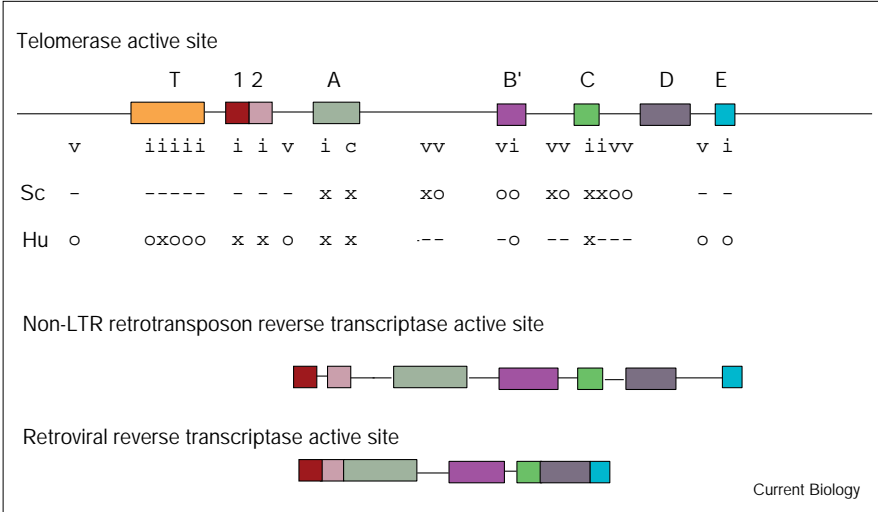 Telomerase active site
T 1 2 A B' C D E
v iiiii i i v i c vv vi vv iivv v i
Sc - ----- - - - x x xo oo xo xxoo - -
Hu o oxooo x x o x x -- -o -- x--- o o
Non-LTR retrotransposon reverse transcriptase active site
Retroviral reverse transcriptase active site
Current Biology